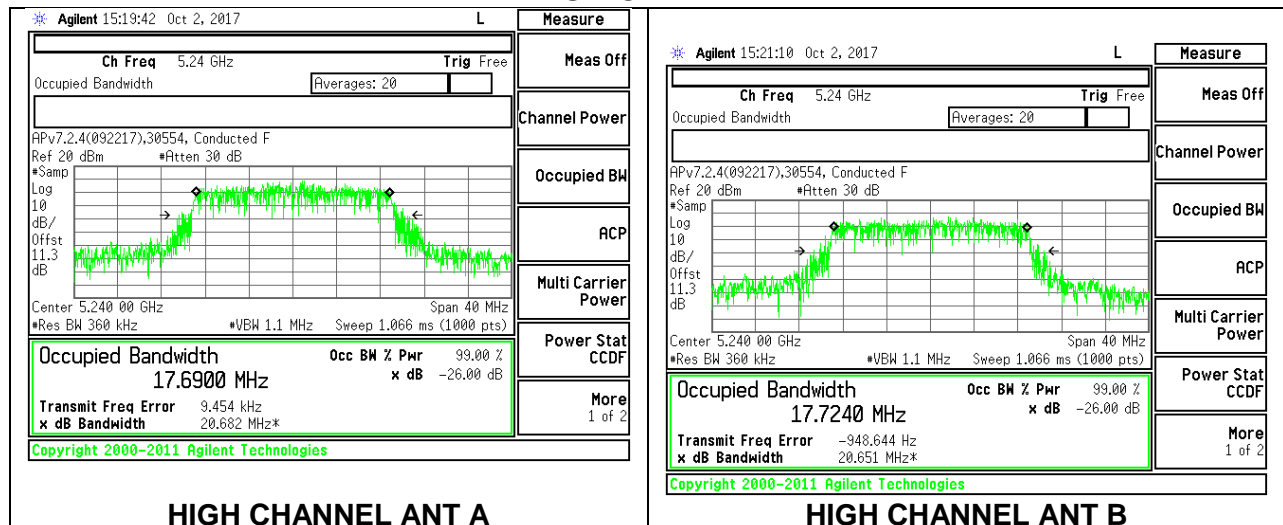 Agilent 15:19:42 Oct 2, 2017 L
Measure
Ch Freq 5.24 GHz Trig Free
Occupied Bandwidth Averages: 20
APv7.2.4(092217),30554, Conducted F
Ref 20 dBm #Atten 30 dB
#Samp
Log
10
dB/
Offst
11.3
dB
Center 5.240 00 GHz Span 40 MHz
#Res BW 360 kHz #VBW 1.1 MHz Sweep 1.066 ms (1000 pts)
Occupied Bandwidth Occ BW % Pwr 99.00 %
17.6900 MHz x dB -26.00 dB
Transmit Freq Error 9.454 kHz
x dB Bandwidth 20.682 MHz*
Copyright 2000-2011 Agilent Technologies
Meas Off
Channel Power
Occupied BW
ACP
Multi Carrier
Power
Power Stat
CCDF
More
1 of 2
HIGH CHANNEL ANT A
Agilent 15:21:10 Oct 2, 2017 L
Measure
Ch Freq 5.24 GHz Trig Free
Occupied Bandwidth Averages: 20
APv7.2.4(092217),30554, Conducted F
Ref 20 dBm #Atten 30 dB
#Samp
Log
10
dB/
Offst
11.3
dB
Center 5.240 00 GHz Span 40 MHz
#Res BW 360 kHz #VBW 1.1 MHz Sweep 1.066 ms (1000 pts)
Occupied Bandwidth Occ BW % Pwr 99.00 %
17.7240 MHz x dB -26.00 dB
Transmit Freq Error -948.644 Hz
x dB Bandwidth 20.651 MHz*
Copyright 2000-2011 Agilent Technologies
Meas Off
Channel Power
Occupied BW
ACP
Multi Carrier
Power
Power Stat
CCDF
More
1 of 2
HIGH CHANNEL ANT B